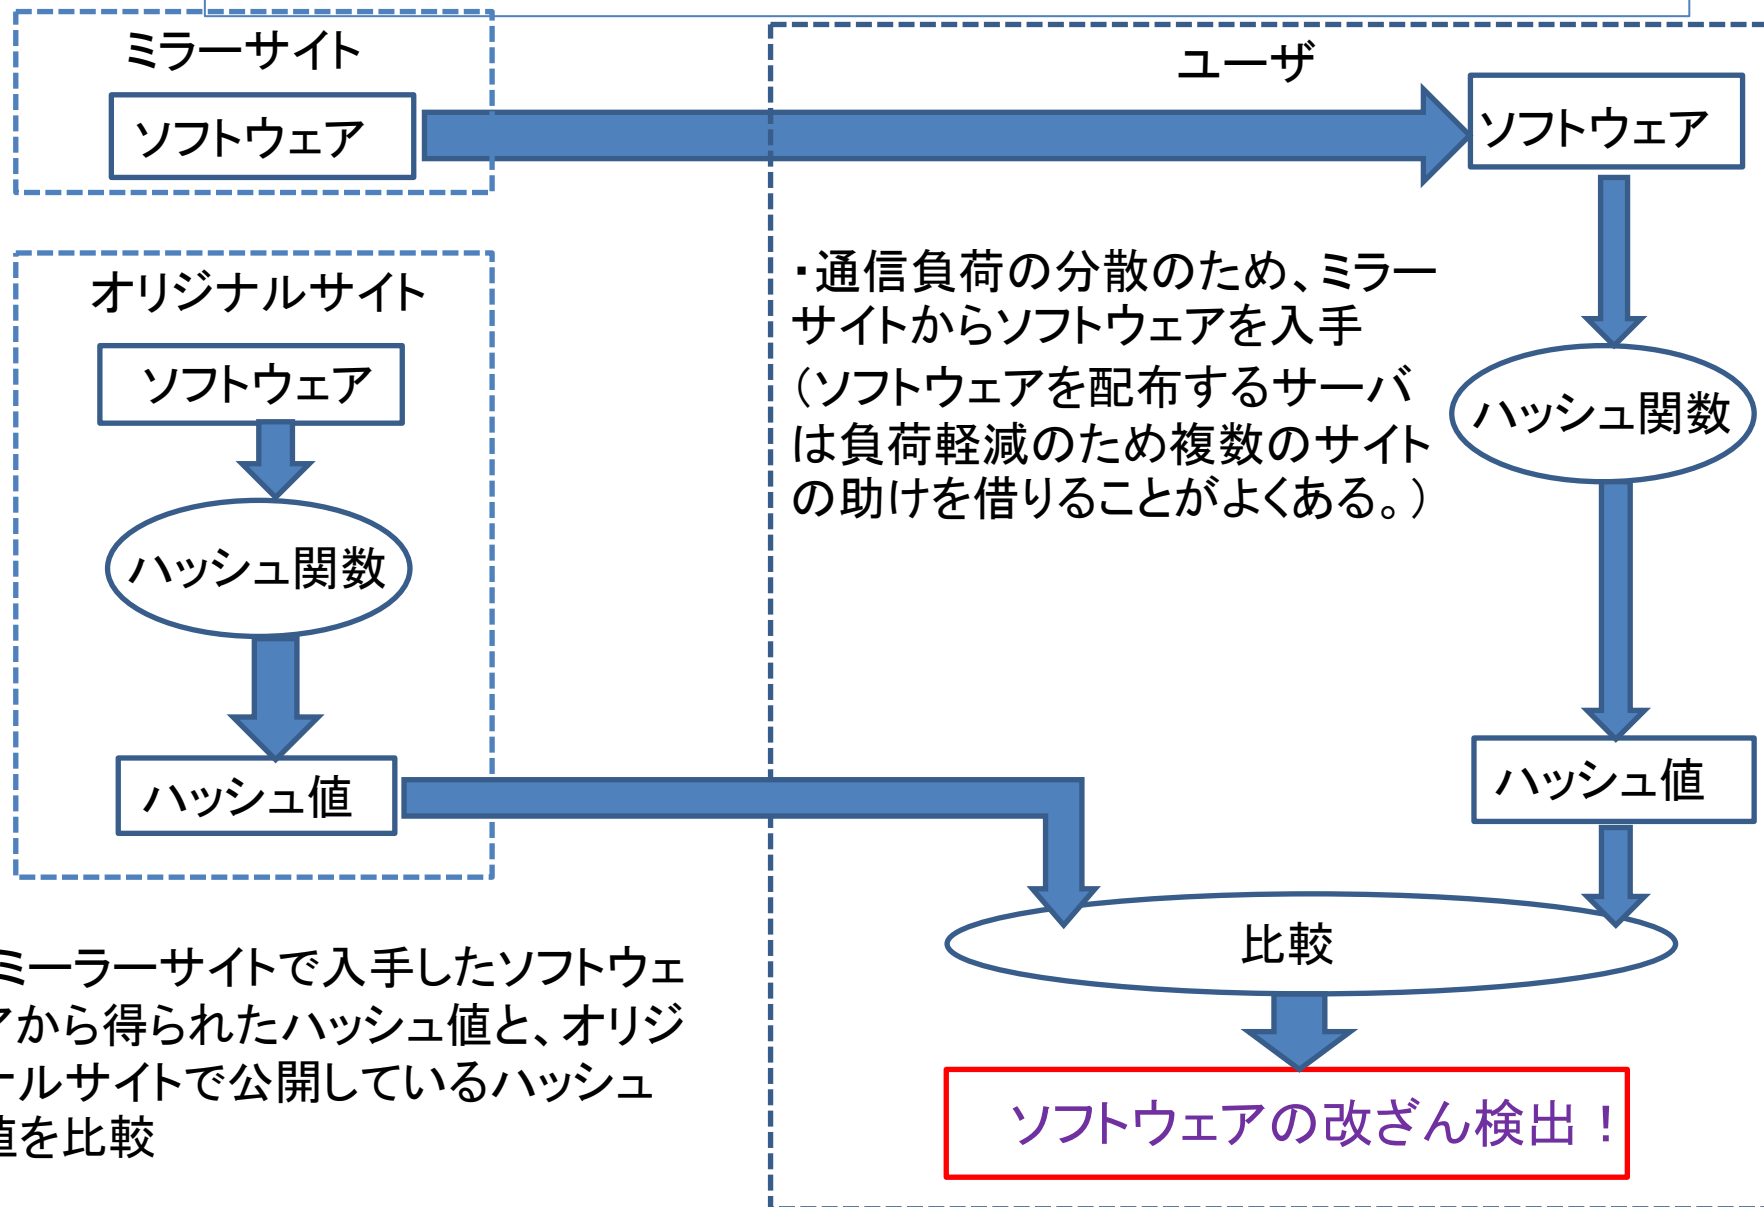 ミラーサイト
ソフトウェア
ユーザ
ソフトウェア
オリジナルサイト
ソフトウェア
ハッシュ関数
ハッシュ値
・通信負荷の分散のため、ミラー
サイトからソフトウェアを入手
（ソフトウェアを配布するサーバ
は負荷軽減のため複数のサイト
の助けを借りることがよくある。）
ハッシュ関数
ハッシュ値
比較
ソフトウェアの改ざん検出！
ミーラーサイトで入手したソフトウェ
アから得られたハッシュ値と、オリジ
ナルサイトで公開しているハッシュ
値を比較